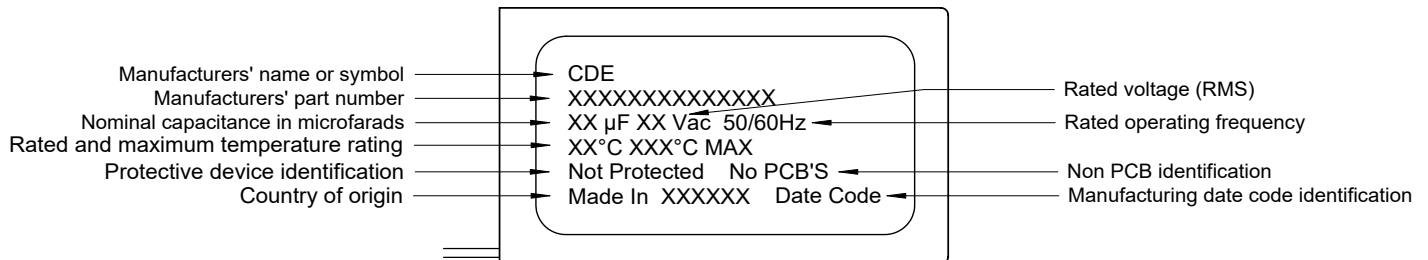 Manufacturers' name or symbol
Manufacturers' part number
Nominal capacitance in microfarads
Rated and maximum temperature rating
Protective device identification
Country of origin
CDE
XXXXXXXXXXXXXX
XX µF XX Vac 50/60Hz
XX°C XXX°C MAX
Not Protected No PCB'S
Made In XXXXXX Date Code
Rated voltage (RMS)
Rated operating frequency
Non PCB identification
Manufacturing date code identification